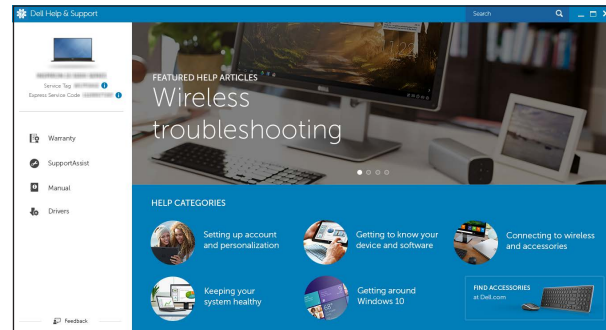 Dell Help & Support
Search
Service Tag:
Express Service Code:
Warranty
SupportAssist
Manual
Drivers
Feedback
FEATURED HELP ARTICLES
Wireless
troubleshooting
HELP CATEGORIES
Setting up account
and personalization
Getting to know your
device and software
Connecting to wireless
and accessories
Keeping your
system healthy
Getting around
Windows 10
FIND ACCESSORIES
at Dell.com